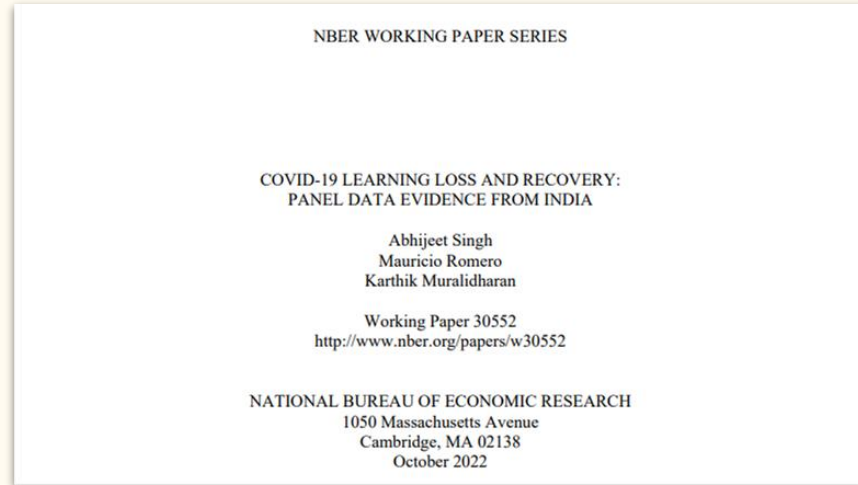 NBER WORKING PAPER SERIES
COVID-19 LEARNING LOSS AND RECOVERY:
PANEL DATA EVIDENCE FROM INDIA
Abhijeet Singh
Mauricio Romero
Karthik Muralidharan
Working Paper 30552
http://www.nber.org/papers/w30552
NATIONAL BUREAU OF ECONOMIC RESEARCH
1050 Massachusetts Avenue
Cambridge, MA 02138
October 2022